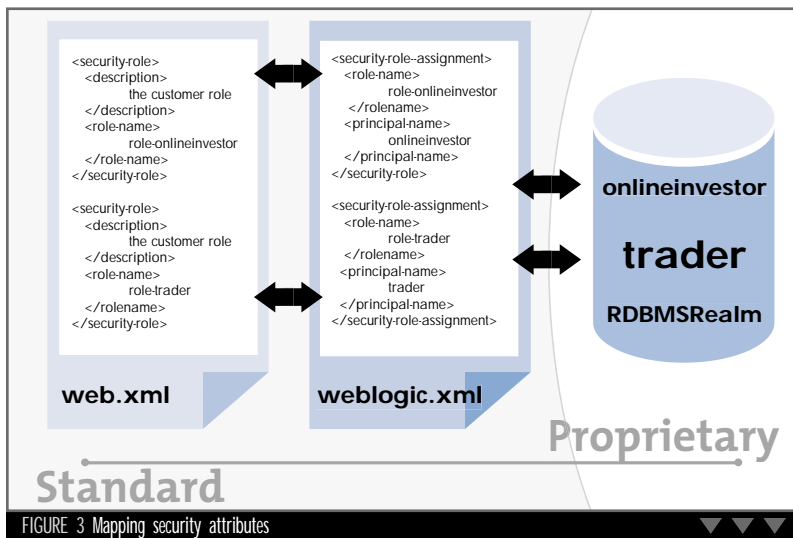 <security-role>
<description>
the customer role
</description>
<role-name>
role-onlineinvestor
</role-name>
</security-role>
<security-role>
<description>
the customer role
</description>
<role-name>
role-trader
</rolename>
</security-role>
web.xml
<security-role--assignment>
<role-name>
role-onlineinvestor
</rolename>
<principal-name>
onlineinvestor
</principal-name>
</security-role>
<security-role-assignment>
<role-name>
role-trader
</rolename>
<principal-name>
trader
</principal-name>
</security-role-assignment>
weblogic.xml
onlineinvestor
trader
RDBMSRealm
Proprietary
Standard
FIGURE 3 Mapping security attributes